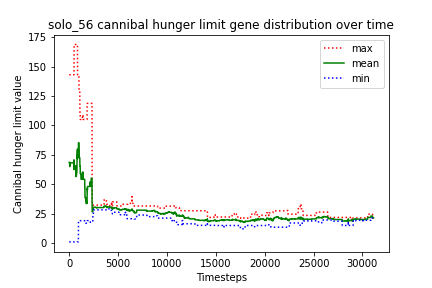 solo_56 cannibal hunger limit gene distribution over time
175
150
125
100
75
50
25
0
Cannibal hunger limit value
max
mean
min
0
5000
10000
15000
20000
25000
30000
Timesteps